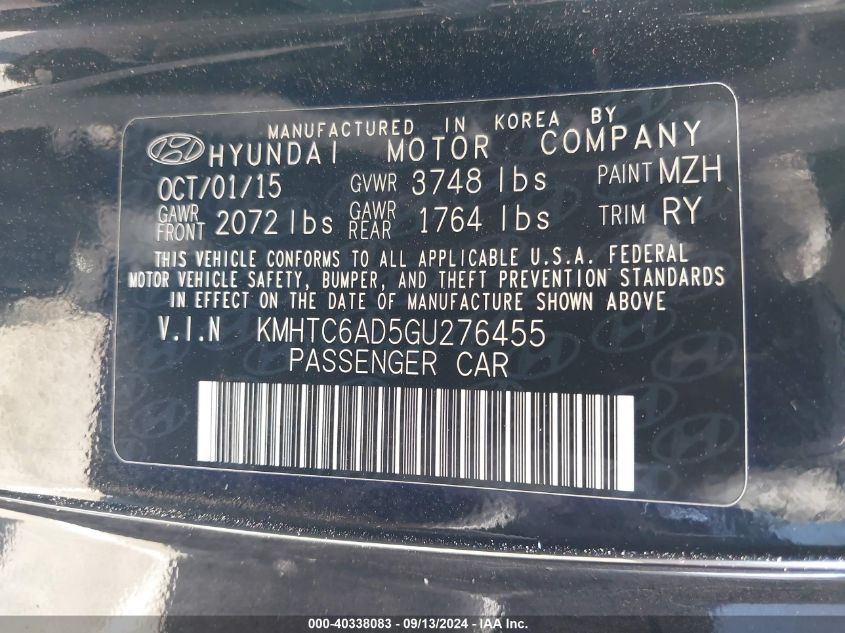 MANUFACTURED IN KOREA BY
HYUNDAI MOTOR COMPANY
OCT/01/15 GVWR 3748 lbs PAINT MZH
GAWR FRONT 2072 lbs GAWR REAR 1764 lbs TRIM RY
THIS VEHICLE CONFORMS TO ALL APPLICABLE U.S.A. FEDERAL
MOTOR VEHICLE SAFETY, BUMPER, AND THEFT PREVENTION STANDARDS
IN EFFECT ON THE DATE OF MANUFACTURE SHOWN ABOVE
V.I.N KMHTC6AD5GU276455
PASSENGER CAR
000-40338083 - 09/13/2024 - IAA Inc.